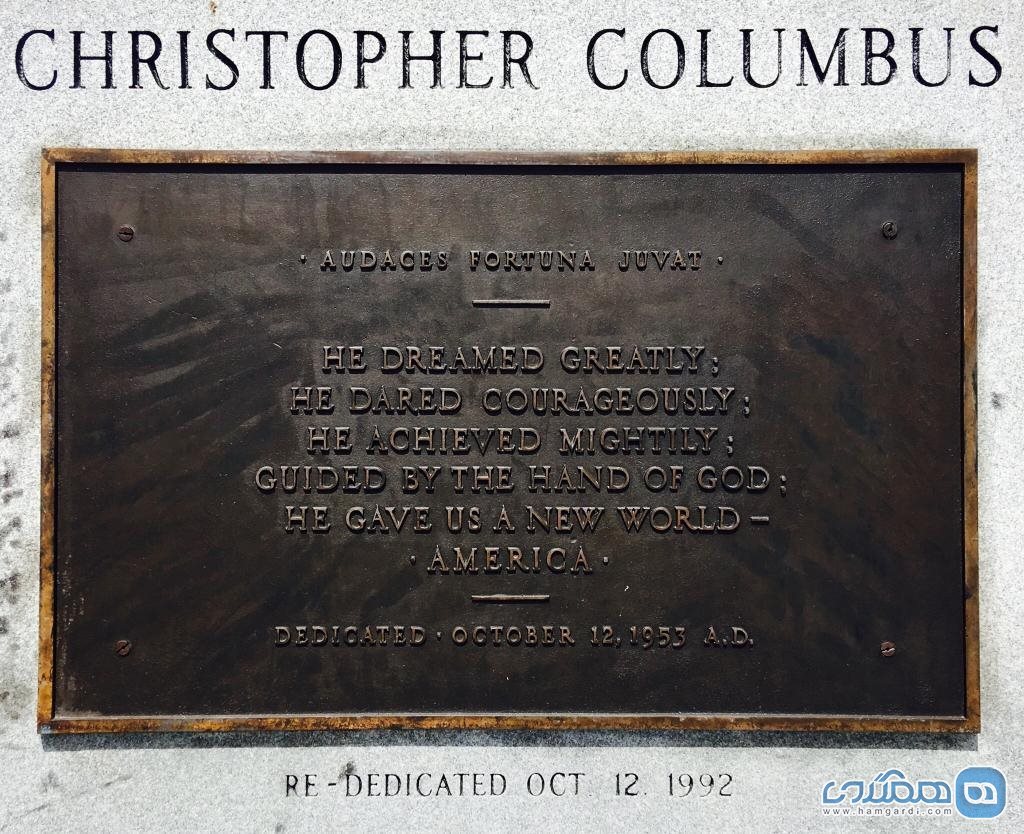 CHRISTOPHER COLUMBUS
· AUDACES FORTUNA JUVAT ·
HE DREAMED GREATLY;
HE DARED COURAGEOUSLY;
HE ACHIEVED MIGHTILY;
GUIDED BY THE HAND OF GOD;
HE GAVE US A NEW WORLD –
· AMERICA ·
DEDICATED · OCTOBER 12, 1953 A.D.
RE-DEDICATED OCT. 12. 1992
همگردی
www.hamgardi.com